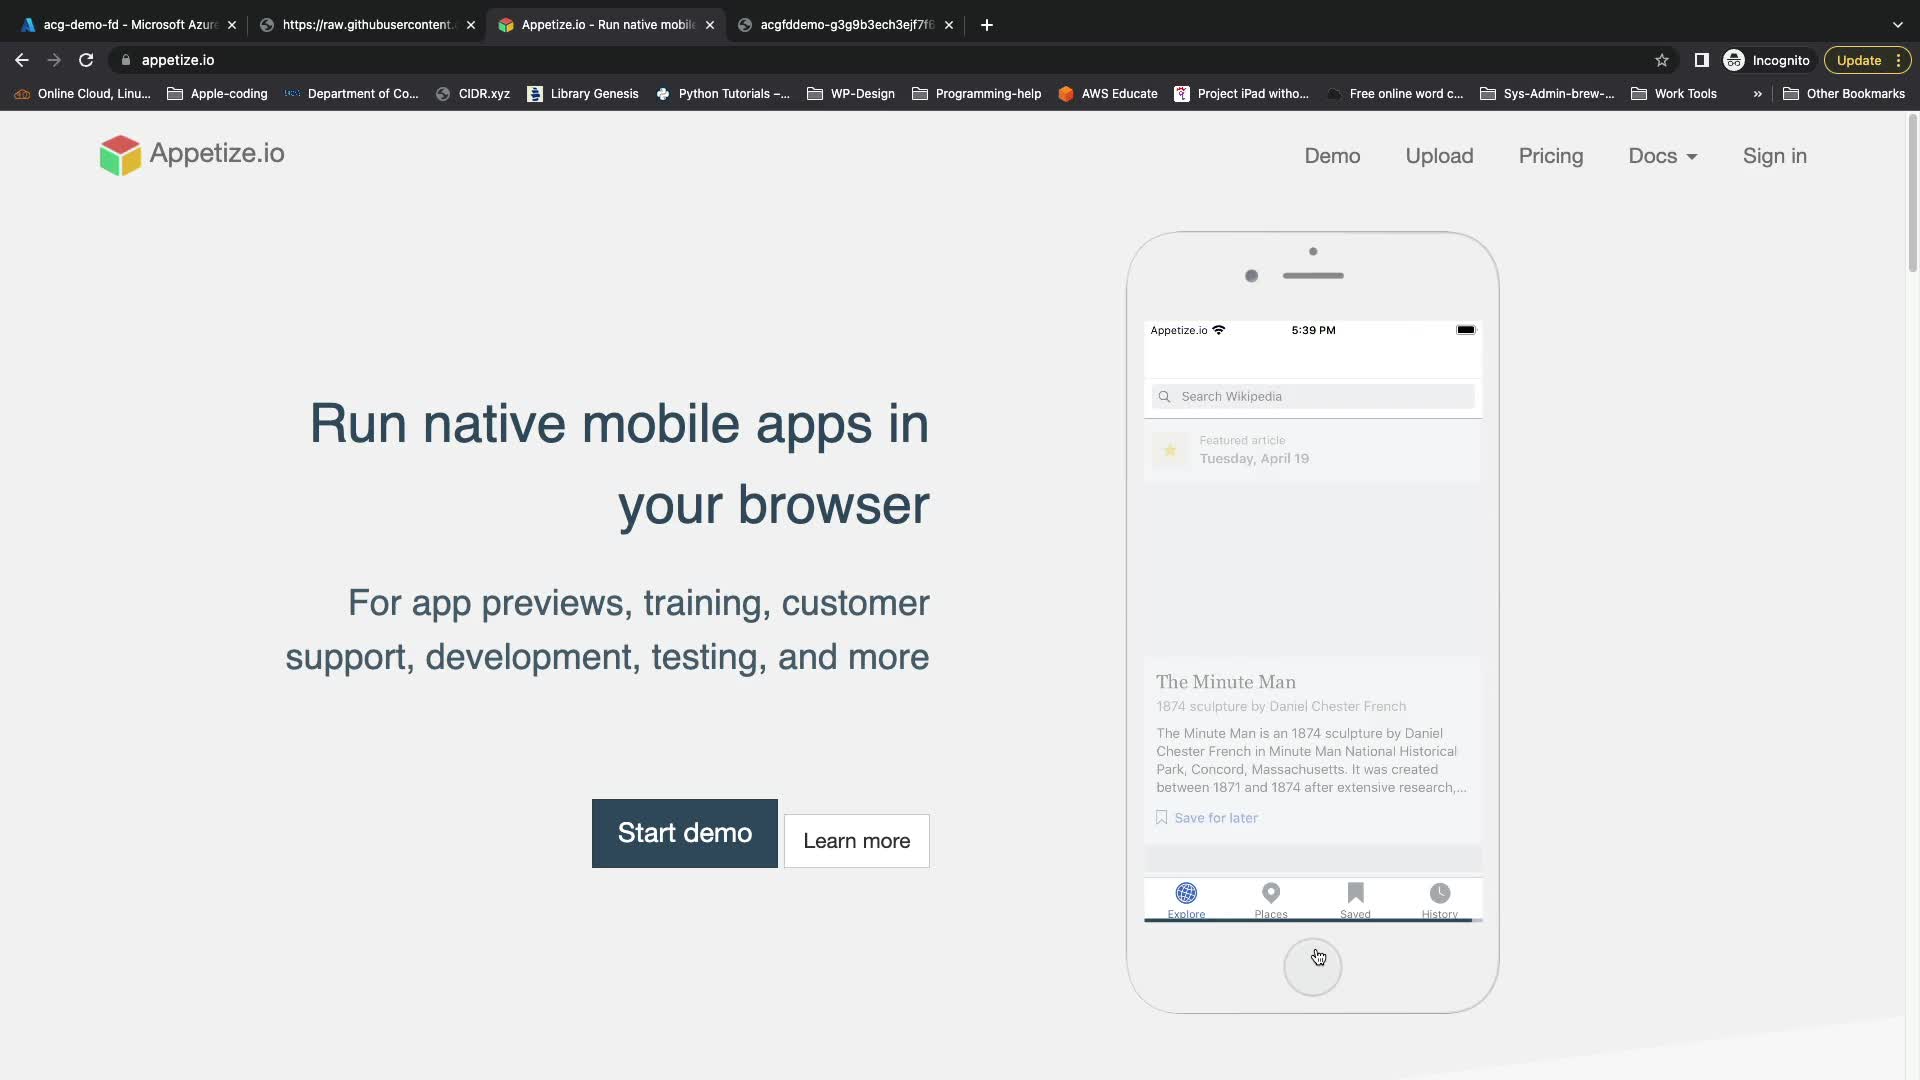 acg-demo-fd - Microsoft Azure
https://raw.githubusercontent.
Appetize.io - Run native mobile
acgfddemo-g3g9b3ech3ejf7f6
appetize.io
Incognito
Update
Online Cloud, Linu...
Apple-coding
Department of Co...
CIDR.xyz
Library Genesis
Python Tutorials –...
WP-Design
Programming-help
AWS Educate
Project iPad witho...
Free online word c...
Sys-Admin-brew-...
Work Tools
»
Other Bookmarks
Appetize.io
Demo
Upload
Pricing
Docs
Sign in
Run native mobile apps in
your browser
For app previews, training, customer
support, development, testing, and more
Start demo
Learn more
Appetize.io
5:39 PM
Search Wikipedia
Featured article
Tuesday, April 19
The Minute Man
1874 sculpture by Daniel Chester French
The Minute Man is an 1874 sculpture by Daniel
Chester French in Minute Man National Historical
Park, Concord, Massachusetts. It was created
between 1871 and 1874 after extensive research,...
Save for later
Explore
Places
Saved
History